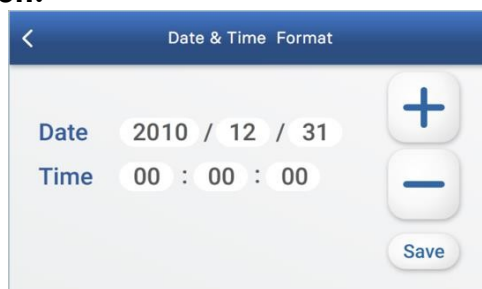 Date & Time Format
Date 2010 / 12 / 31
Time 00 : 00 : 00
+
−
Save